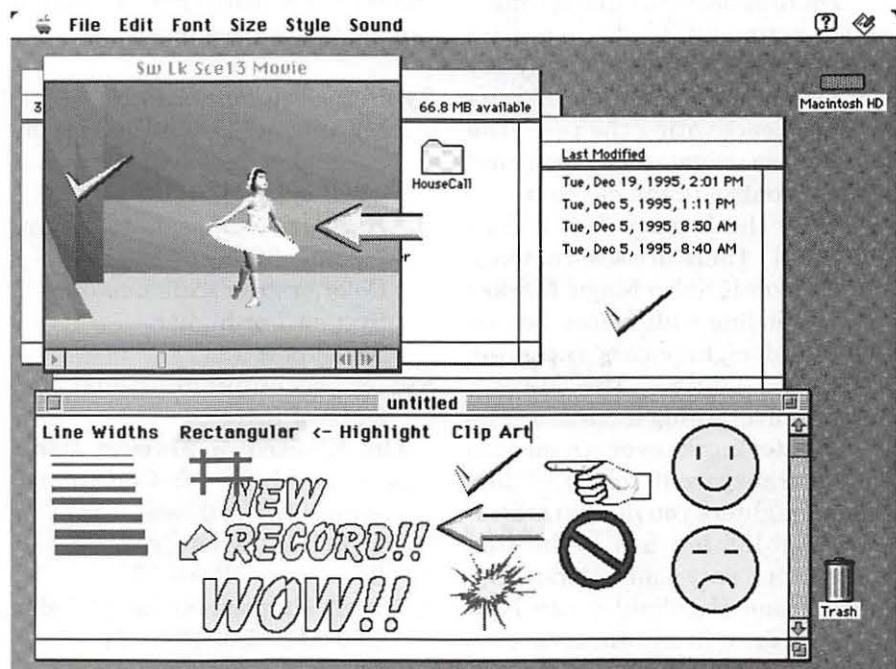 File Edit Font Size Style Sound
Sw Lk Sce13 Movie
3
66.8 MB available
Macintosh HD
HouseCall
Last Modified
Tue, Dec 19, 1995, 2:01 PM
Tue, Dec 5, 1995, 1:11 PM
Tue, Dec 5, 1995, 8:50 AM
Tue, Dec 5, 1995, 8:40 AM
er
untitled
Line Widths Rectenguler <- Highlight Clip Art
NEW
RECORD!!
WOW!!
Trash